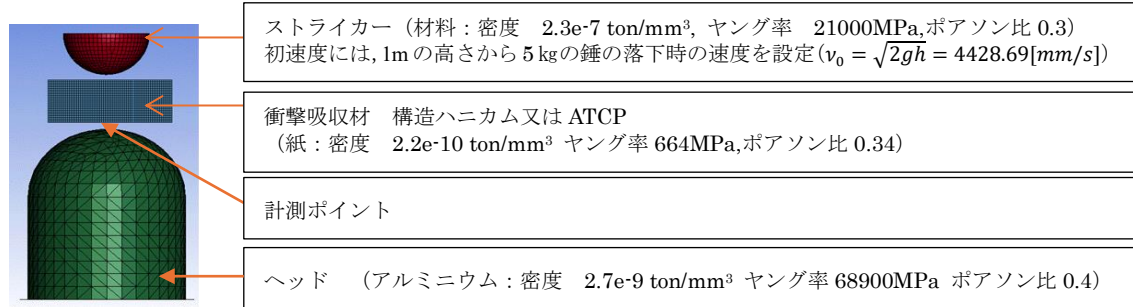 ストライカー（材料：密度　2.3e-7 ton/mm³, ヤング率　21000MPa,ポアソン比 0.3）
初速度には, 1m の高さから 5 ㎏の錘の落下時の速度を設定(𝑣₀ = √2𝑔ℎ = 4428.69[𝑚𝑚/𝑠])
衝撃吸収材　構造ハニカム又は ATCP
（紙：密度　2.2e-10 ton/mm³ ヤング率 664MPa,ポアソン比 0.34）
計測ポイント
ヘッド　（アルミニウム：密度　2.7e-9 ton/mm³ ヤング率 68900MPa ポアソン比 0.4）